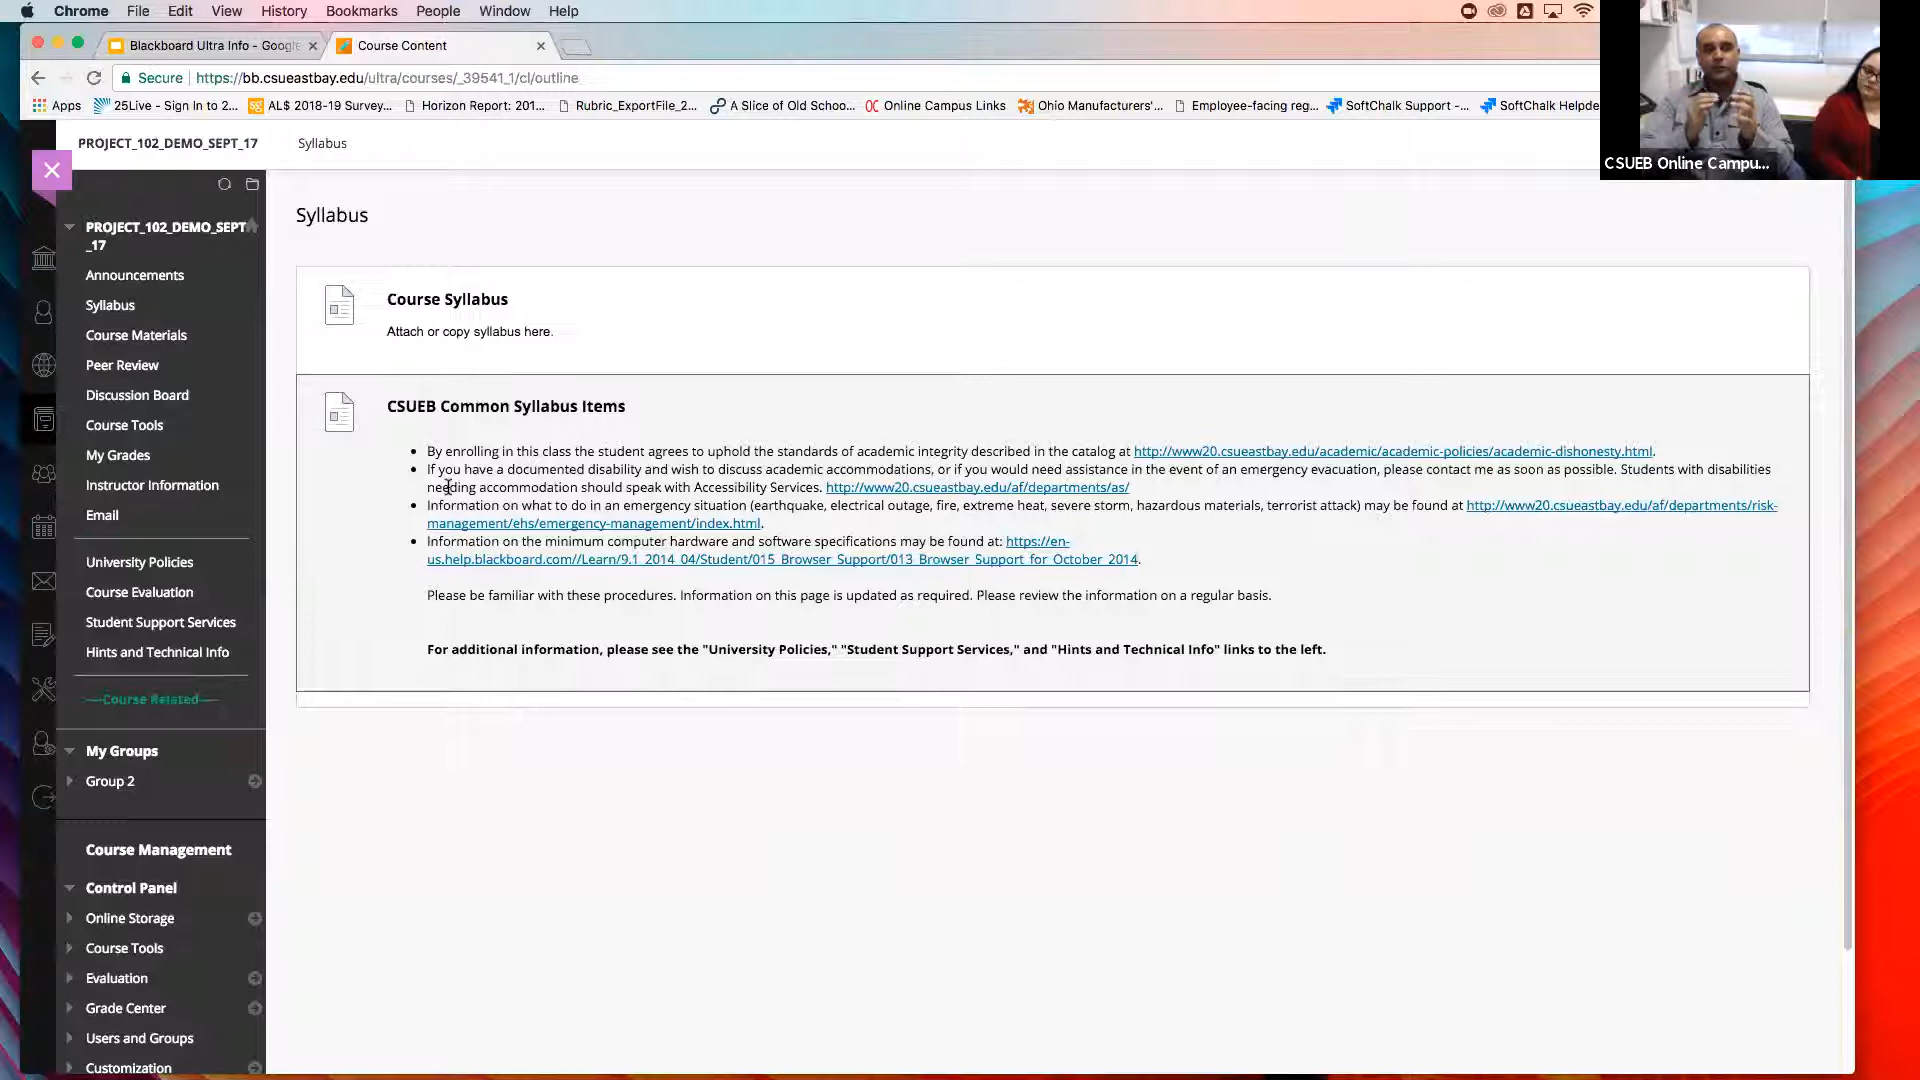 Chrome File Edit View History Bookmarks People Window Help
Blackboard Ultra Info - Google
Course Content
Secure https://bb.csueastbay.edu/ultra/courses/_39541_1/cl/outline
Apps 25Live - Sign In to 2... AL$ 2018-19 Survey... Horizon Report: 201... Rubric_ExportFile_2... A Slice of Old Schoo... Online Campus Links Ohio Manufacturers'... Employee-facing reg... SoftChalk Support -... SoftChalk Helpde
CSUEB Online Campu...
PROJECT_102_DEMO_SEPT_17 Syllabus
PROJECT_102_DEMO_SEPT
_17
Announcements
Syllabus
Course Materials
Peer Review
Discussion Board
Course Tools
My Grades
Instructor Information
Email
University Policies
Course Evaluation
Student Support Services
Hints and Technical Info
Course Related
My Groups
Group 2
Course Management
Control Panel
Online Storage
Course Tools
Evaluation
Grade Center
Users and Groups
Customization
Syllabus
Course Syllabus
Attach or copy syllabus here.
CSUEB Common Syllabus Items
By enrolling in this class the student agrees to uphold the standards of academic integrity described in the catalog at http://www20.csueastbay.edu/academic/academic-policies/academic-dishonesty.html.
If you have a documented disability and wish to discuss academic accommodations, or if you would need assistance in the event of an emergency evacuation, please contact me as soon as possible. Students with disabilities
needing accommodation should speak with Accessibility Services. http://www20.csueastbay.edu/af/departments/as/
Information on what to do in an emergency situation (earthquake, electrical outage, fire, extreme heat, severe storm, hazardous materials, terrorist attack) may be found at http://www20.csueastbay.edu/af/departments/risk-
management/ehs/emergency-management/index.html.
Information on the minimum computer hardware and software specifications may be found at: https://en-
us.help.blackboard.com//Learn/9.1_2014_04/Student/015_Browser_Support/013_Browser_Support_for_October_2014.
Please be familiar with these procedures. Information on this page is updated as required. Please review the information on a regular basis.
For additional information, please see the "University Policies," "Student Support Services," and "Hints and Technical Info" links to the left.